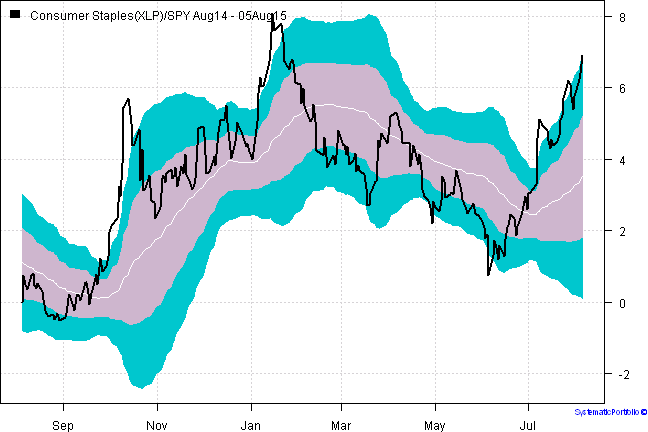 Consumer Staples(XLP)/SPY Aug14 - 05Aug15
8
6
4
2
0
-2
Sep Nov Jan Mar May Jul
SystematicPortfolio ©